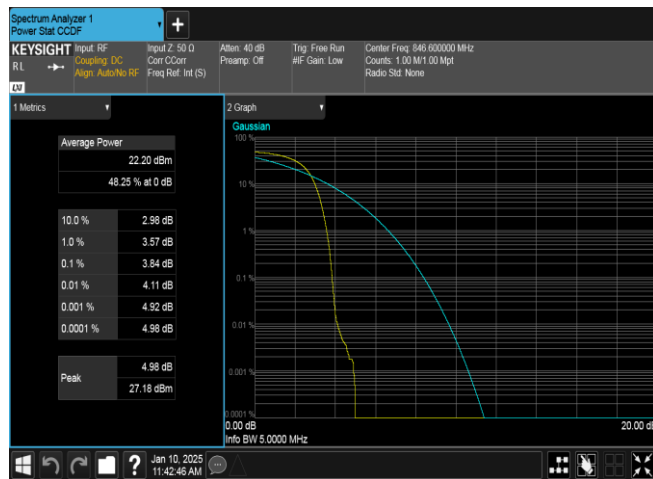 Spectrum Analyzer 1
Power Stat CCDF
+
KEYSIGHT
RL
LXI
Input: RF
Coupling: DC
Align: Auto/No RF
Input Z: 50 Ω
Corr CCorr
Freq Ref: Int (S)
Atten: 40 dB
Preamp: Off
Trig: Free Run
#IF Gain: Low
Center Freq: 846.600000 MHz
Counts: 1.00 M/1.00 Mpt
Radio Std: None
1 Metrics
Average Power
22.20 dBm
48.25 % at 0 dB
10.0 % 2.98 dB
1.0 % 3.57 dB
0.1 % 3.84 dB
0.01 % 4.11 dB
0.001 % 4.92 dB
0.0001 % 4.98 dB
Peak
4.98 dB
27.18 dBm
2 Graph
Gaussian
100 %
10 %
1 %
0.1 %
0.01 %
0.001 %
0.0001 %
0.00 dB
20.00 d
Info BW 5.0000 MHz
?
Jan 10, 2025
11:42:46 AM